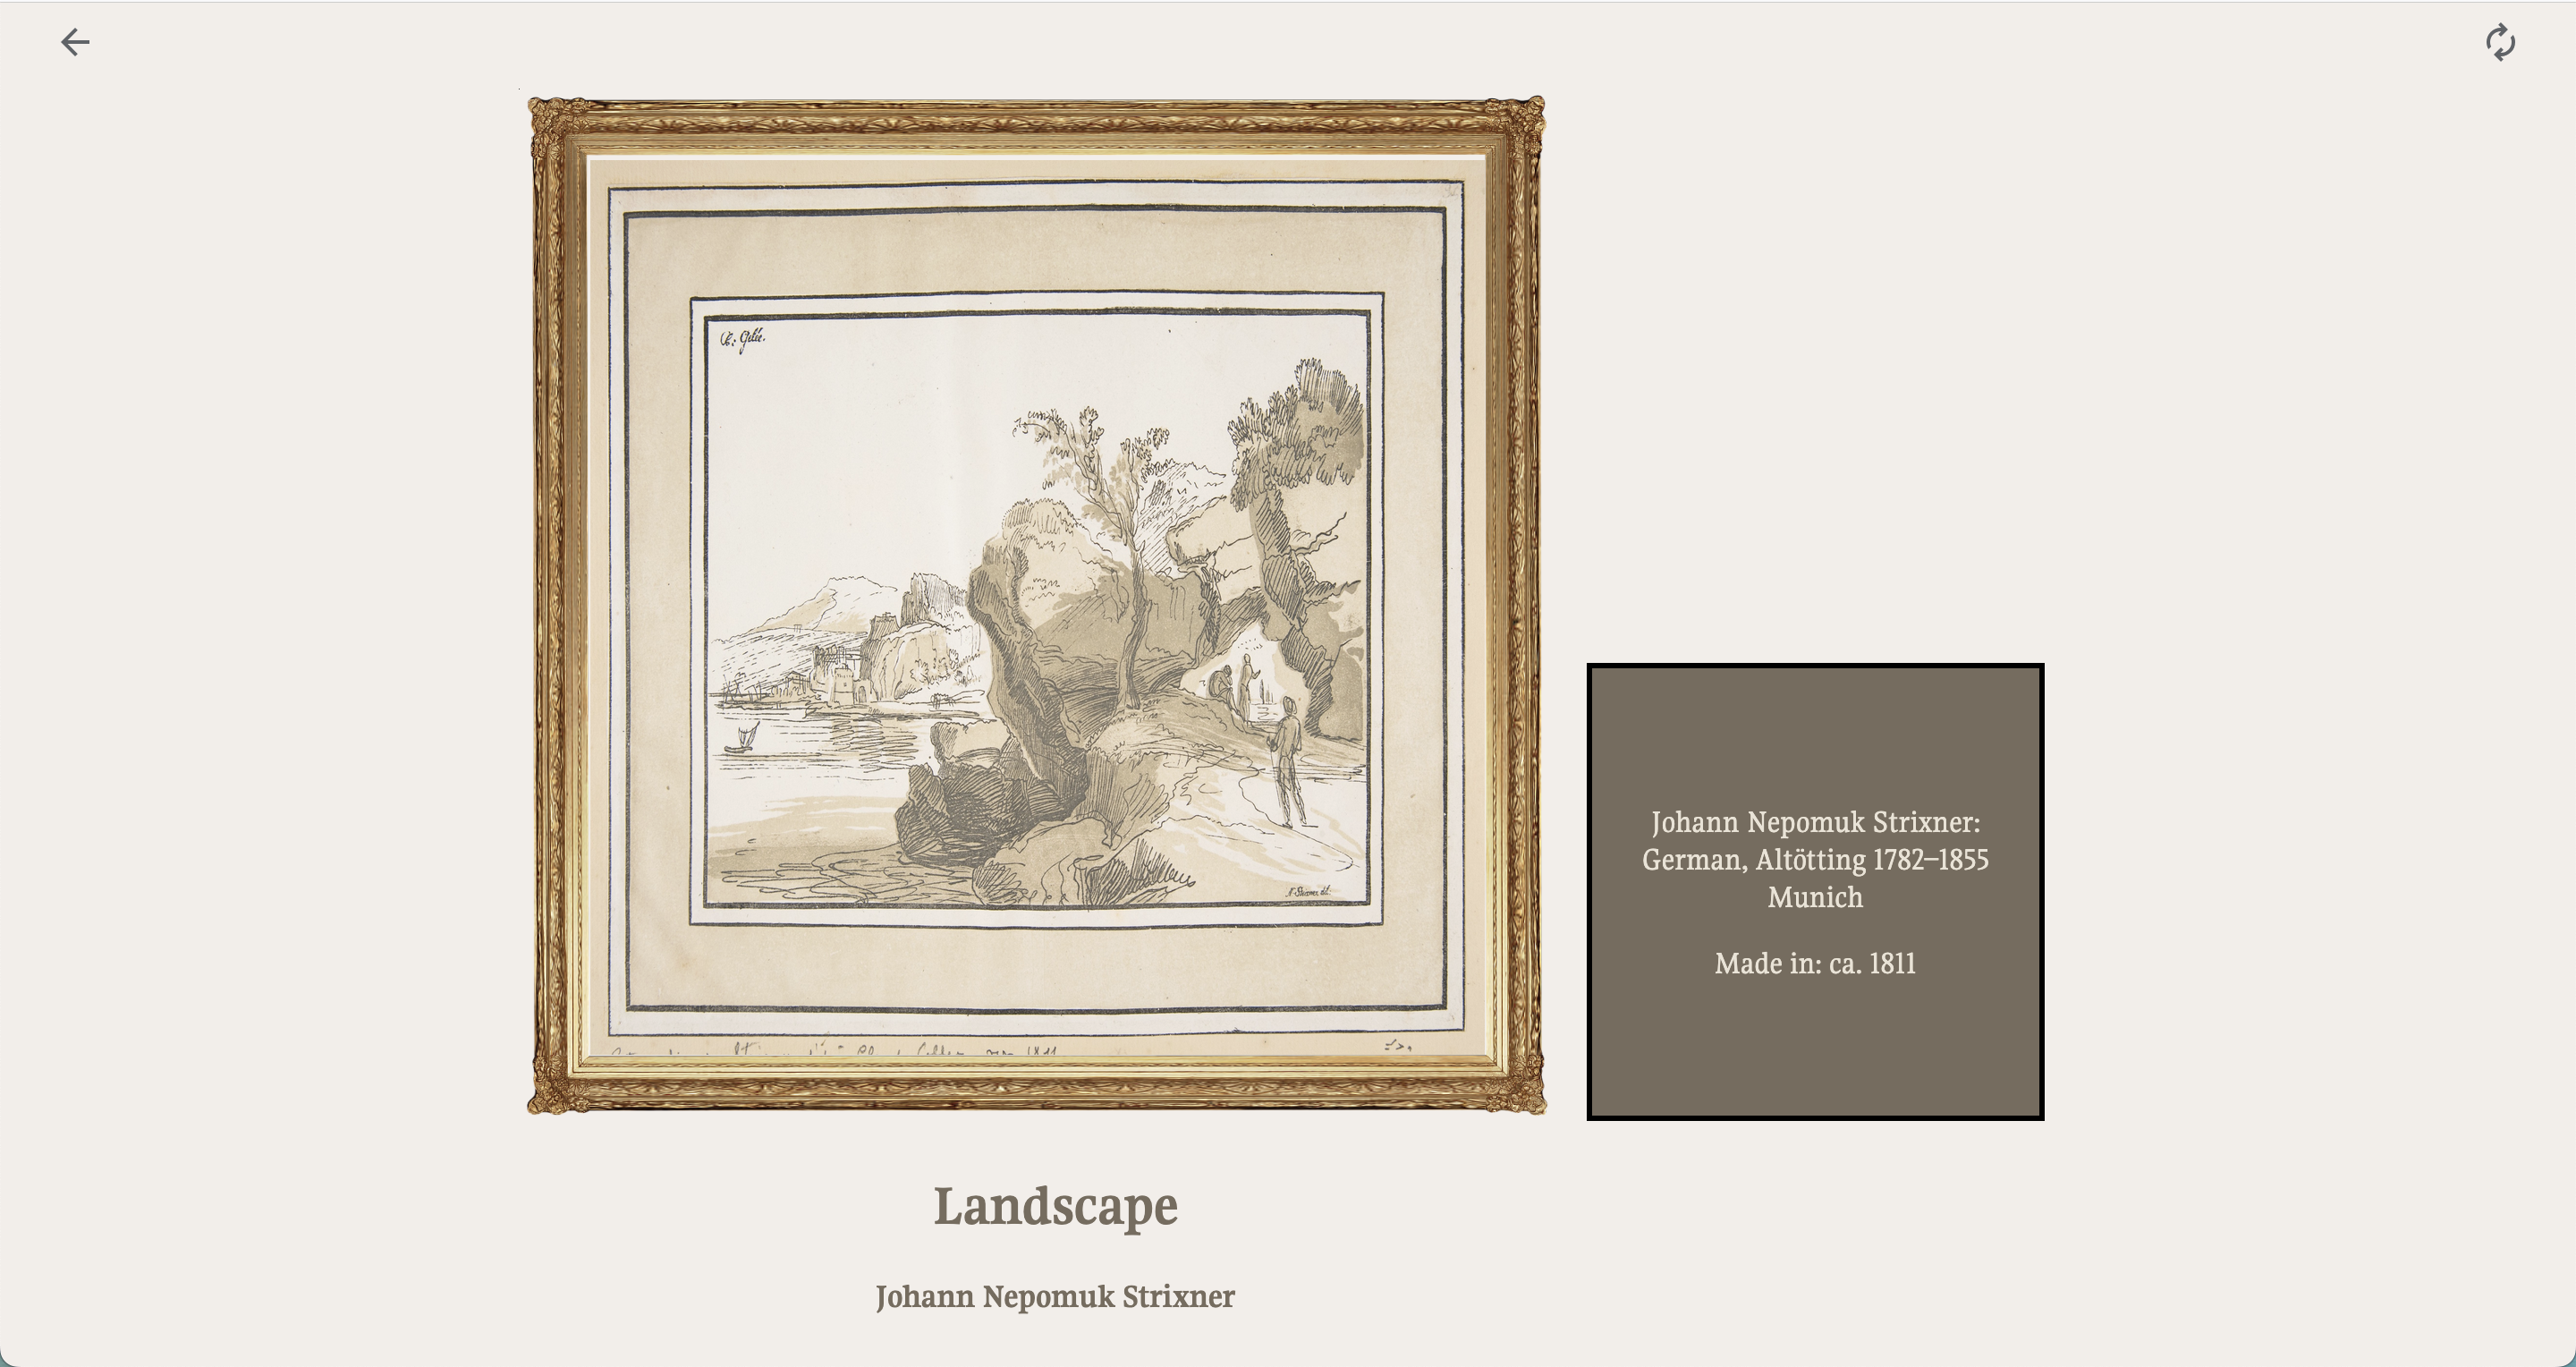 Johann Nepomuk Strixner:
German, Altötting 1782–1855
Munich
Made in: ca. 1811
Landscape
Johann Nepomuk Strixner